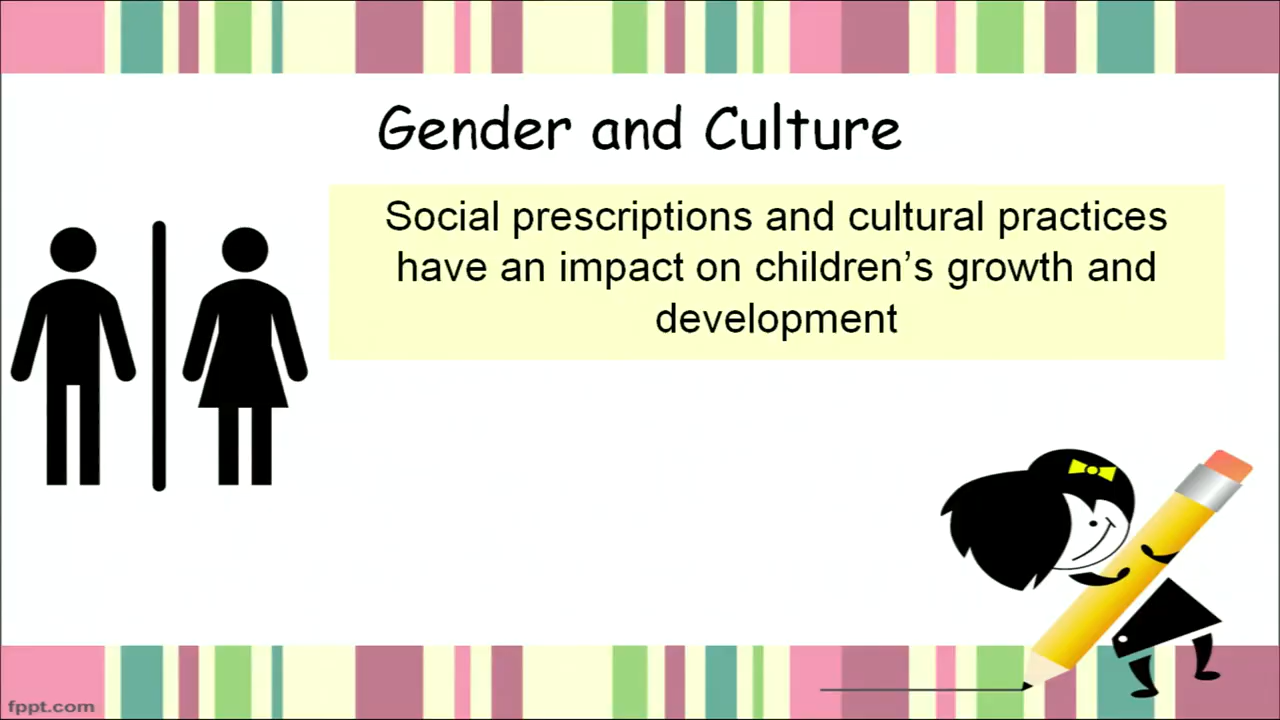 Gender and Culture
Social prescriptions and cultural practices
have an impact on children’s growth and
development
fppt.com